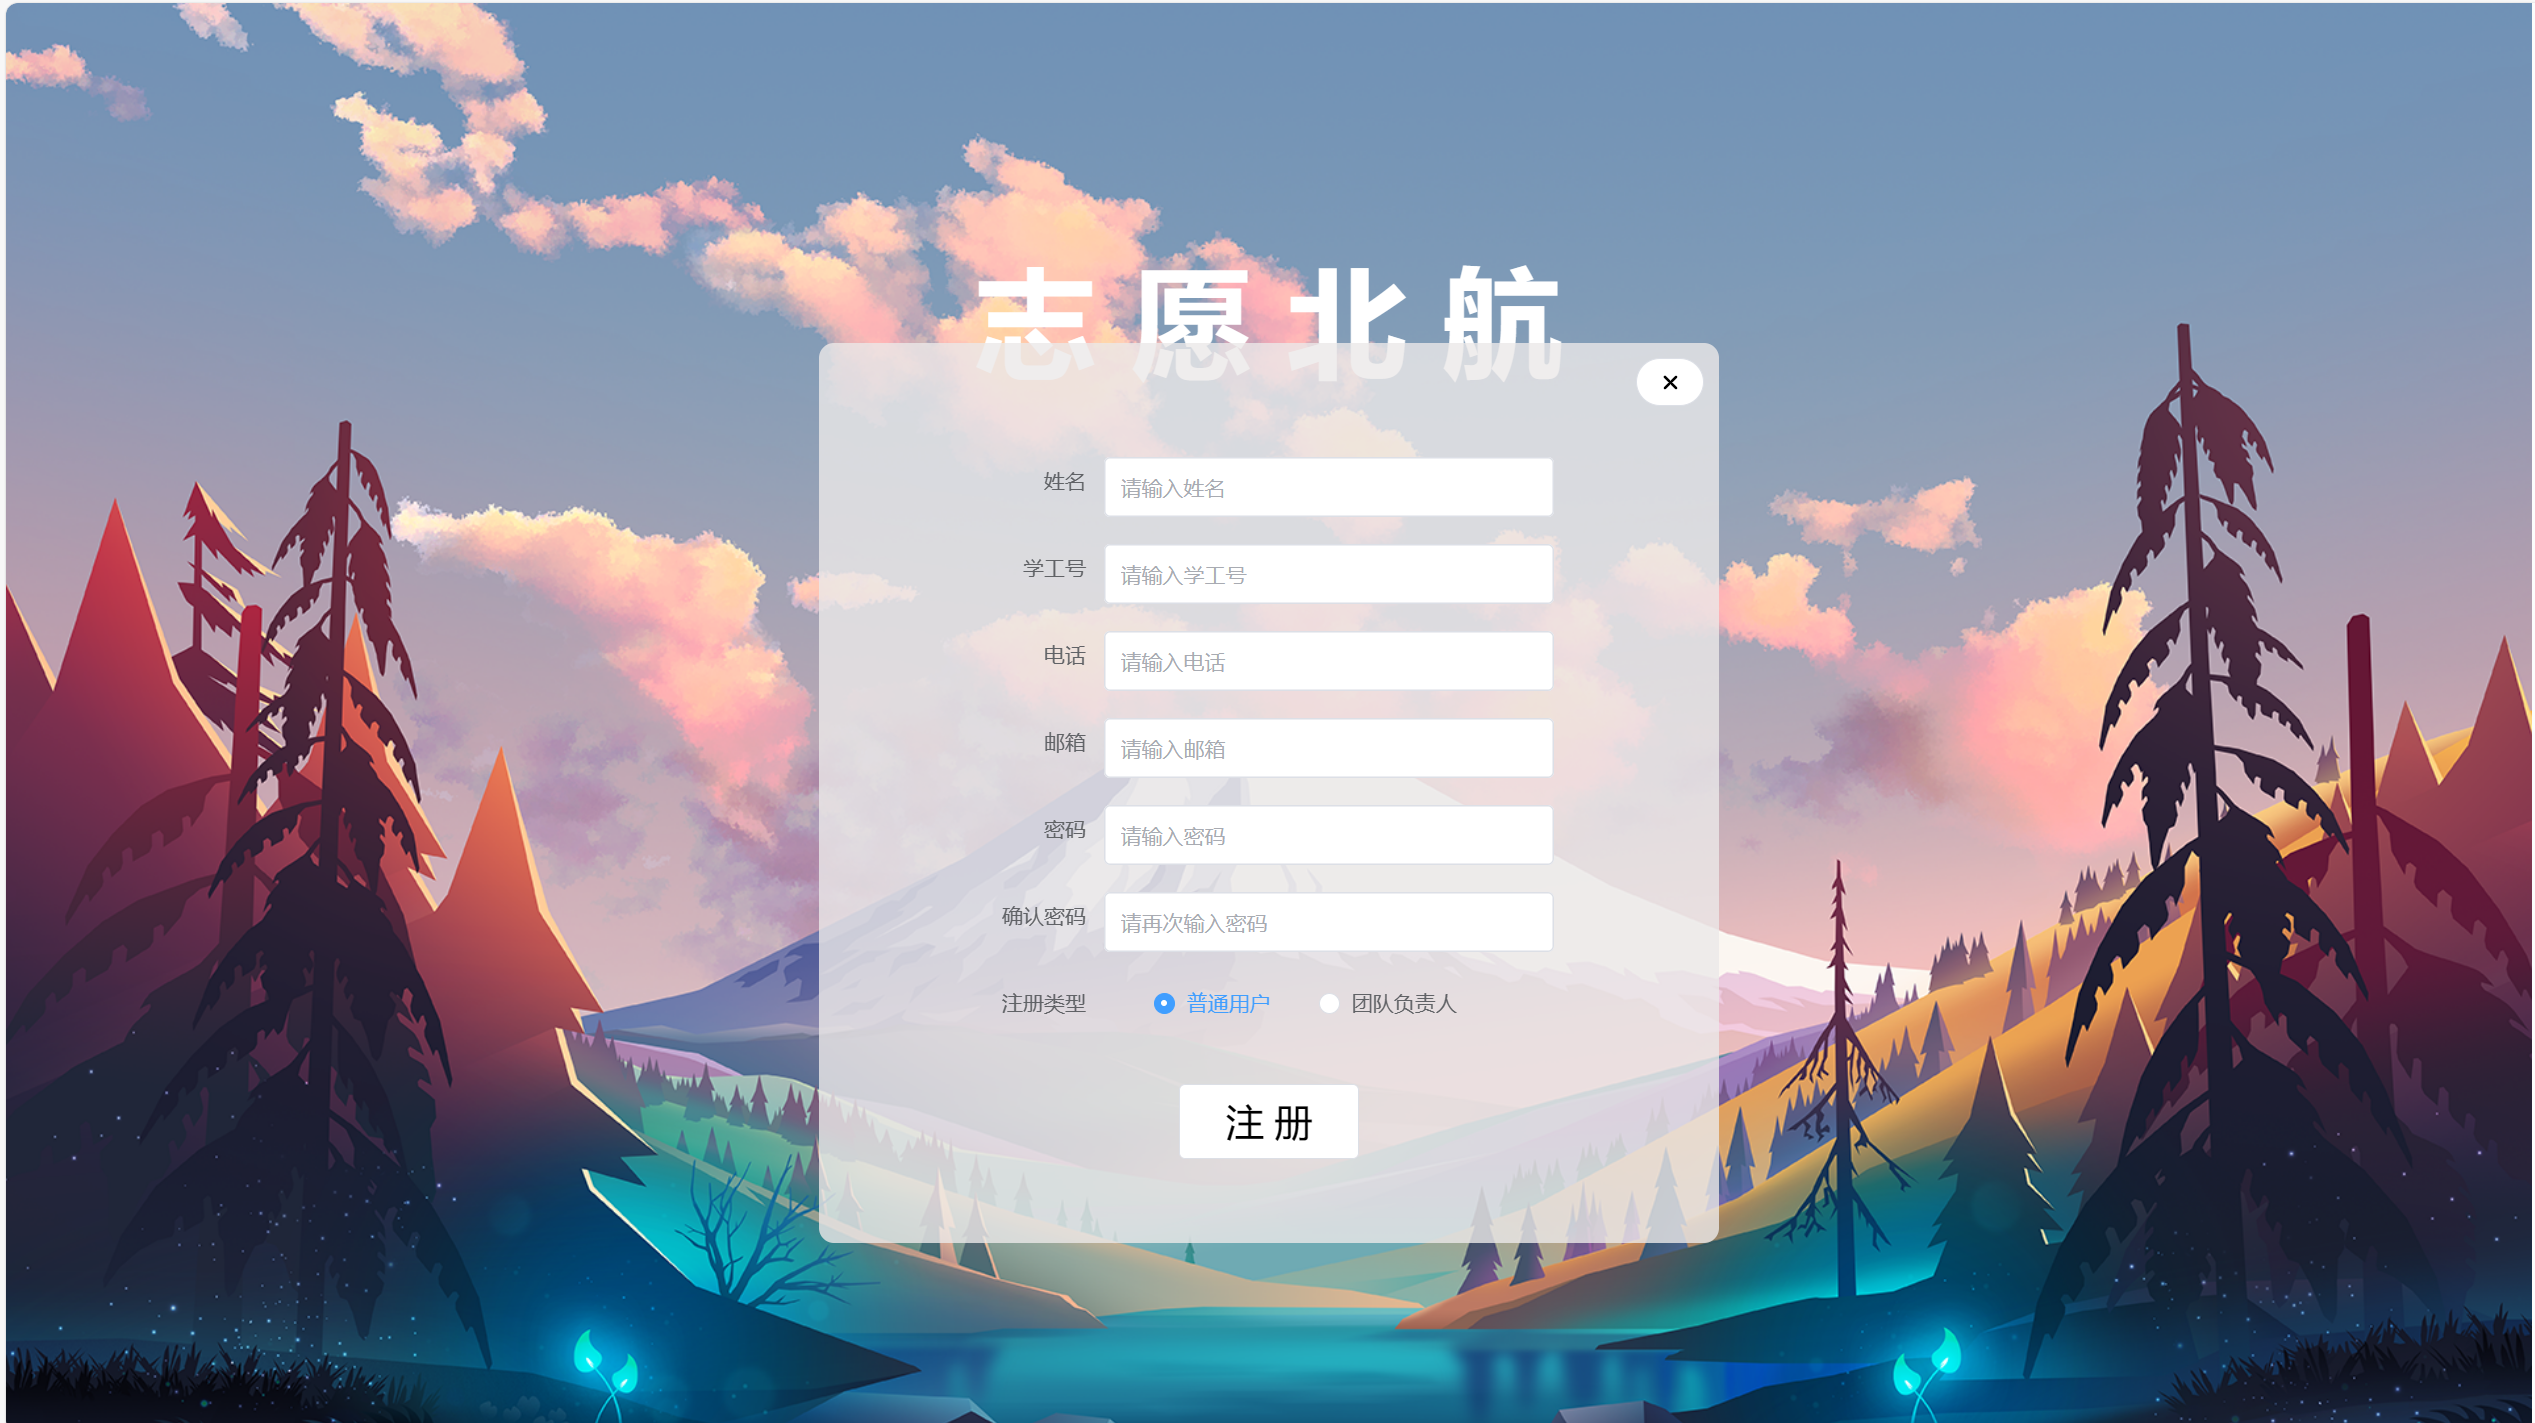 志愿北航
×
姓名 请输入姓名
学工号 请输入学工号
电话 请输入电话
邮箱 请输入邮箱
密码 请输入密码
确认密码 请再次输入密码
注册类型 普通用户 团队负责人
注 册